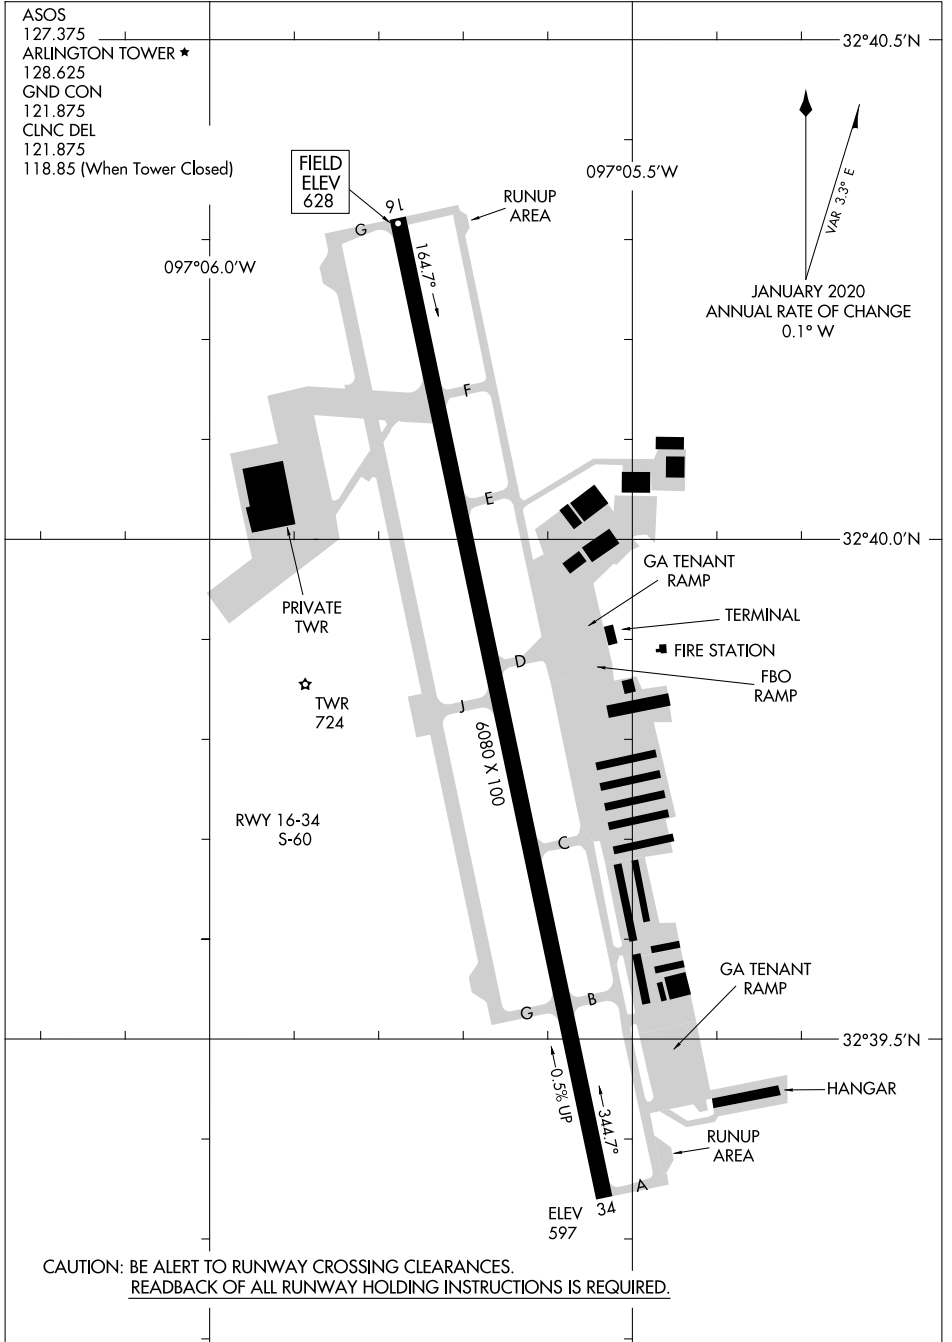 ASOS
127.375
ARLINGTON TOWER ★
128.625
GND CON
121.875
CLNC DEL
121.875
118.85 (When Tower Closed)
32°40.5'N
097°05.5'W
VAR 3.3° E
FIELD
ELEV
628
RUNUP
AREA
16
G
097°06.0'W
164.7°
JANUARY 2020
ANNUAL RATE OF CHANGE
0.1° W
F
E
32°40.0'N
GA TENANT
RAMP
PRIVATE
TWR
TERMINAL
FIRE STATION
D
FBO
RAMP
TWR
724
J
6080 X 100
RWY 16-34
S-60
C
GA TENANT
RAMP
B
G
32°39.5'N
0.5% UP
344.7°
HANGAR
RUNUP
AREA
A
34
ELEV
597
CAUTION: BE ALERT TO RUNWAY CROSSING CLEARANCES.
READBACK OF ALL RUNWAY HOLDING INSTRUCTIONS IS REQUIRED.